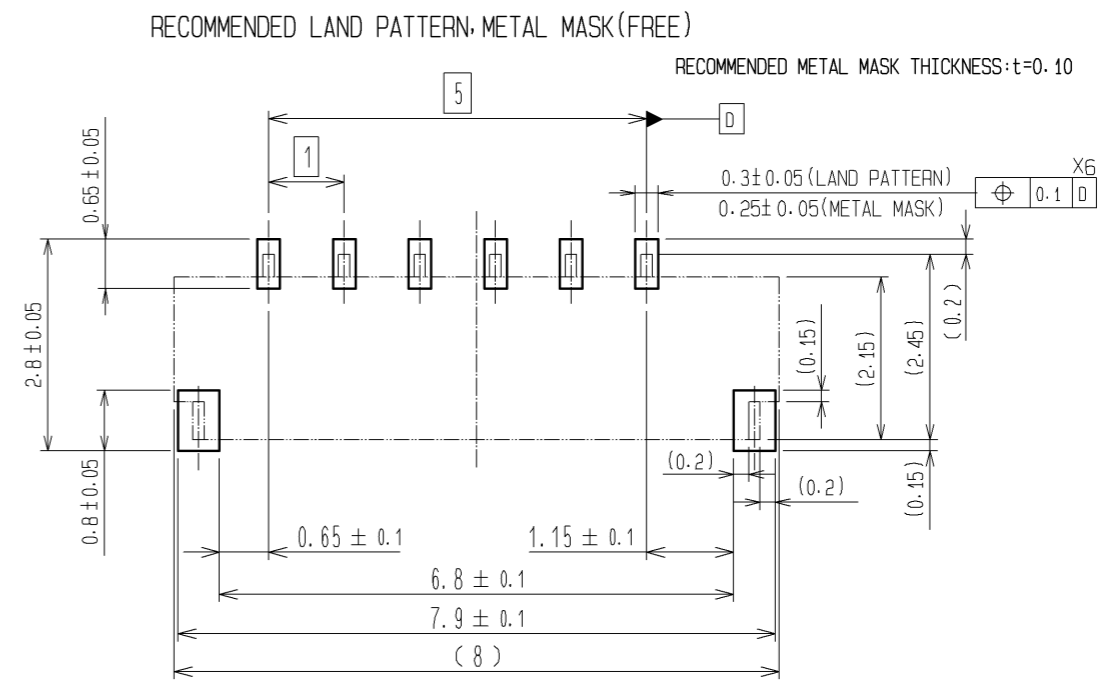 RECOMMENDED LAND PATTERN, METAL MASK(FREE)
RECOMMENDED METAL MASK THICKNESS:t=0.10
5
D
1
0.65±0.05
0.3±0.05(LAND PATTERN)
0.25±0.05(METAL MASK)
X6
⌖ 0.1 D
2.8±0.05
(0.2)
(0.15)
(2.15)
(2.45)
0.8±0.05
(0.2)
(0.2)
(0.15)
0.65 ± 0.1
1.15 ± 0.1
6.8 ± 0.1
7.9 ± 0.1
(8)